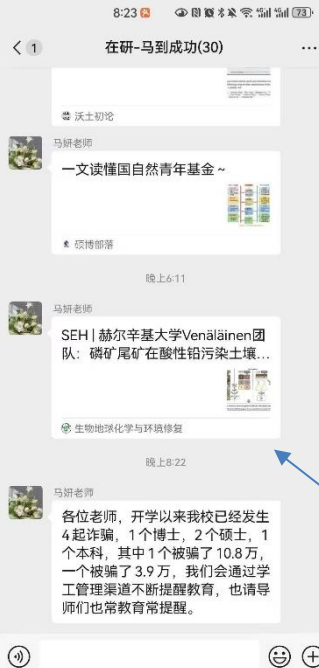 8:23
73
1
在研-马到成功(30)
沃土初论
马妍老师
一文读懂国自然青年基金~
硕博部落
晚上6:11
马妍老师
SEH | 赫尔辛基大学Venäläinen团
队：磷矿尾矿在酸性铅污染土壤...
生物地球化学与环境修复
晚上8:22
马妍老师
各位老师，开学以来我校已经发生
4起诈骗，1个博士，2个硕士，1
个本科，其中1个被骗了10.8万，
一个被骗了3.9万，我们会通过学
工管理渠道不断提醒教育，也请导
师们也常教育常提醒。